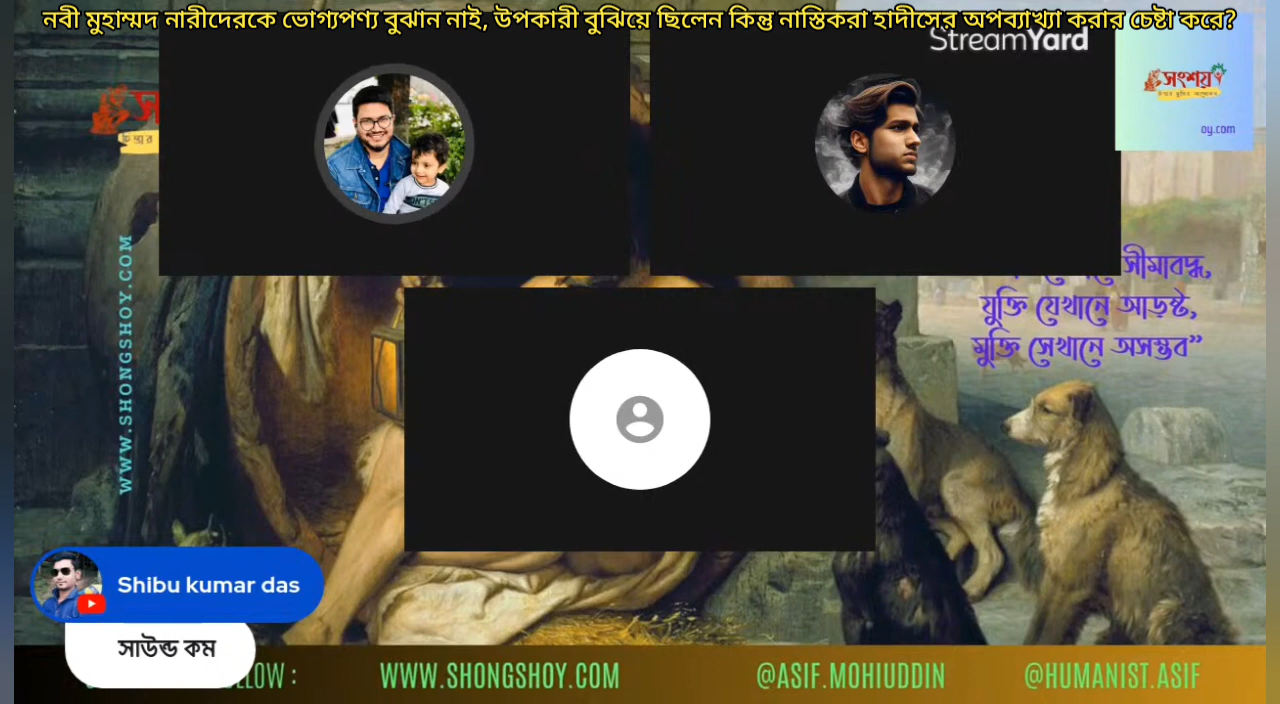 নবী মুহাম্মদ নারীদেরকে ভোগ্যপণ্য বুঝান নাই, উপকারী বুঝিয়ে ছিলেন কিন্তু নাস্তিকরা হাদীসের অপব্যাখ্যা করার চেষ্টা করে?
StreamYard
সংশয়
oy.com
WWW.SHONGSHOY.COM
সীমাবদ্ধ,
যুক্তি যেখানে আড়ষ্ট,
মুক্তি সেখানে অসম্ভব”
Shibu kumar das
সাউন্ড কম
LLOW :
WWW.SHONGSHOY.COM
@ASIF.MOHIUDDIN
@HUMANIST.ASIF